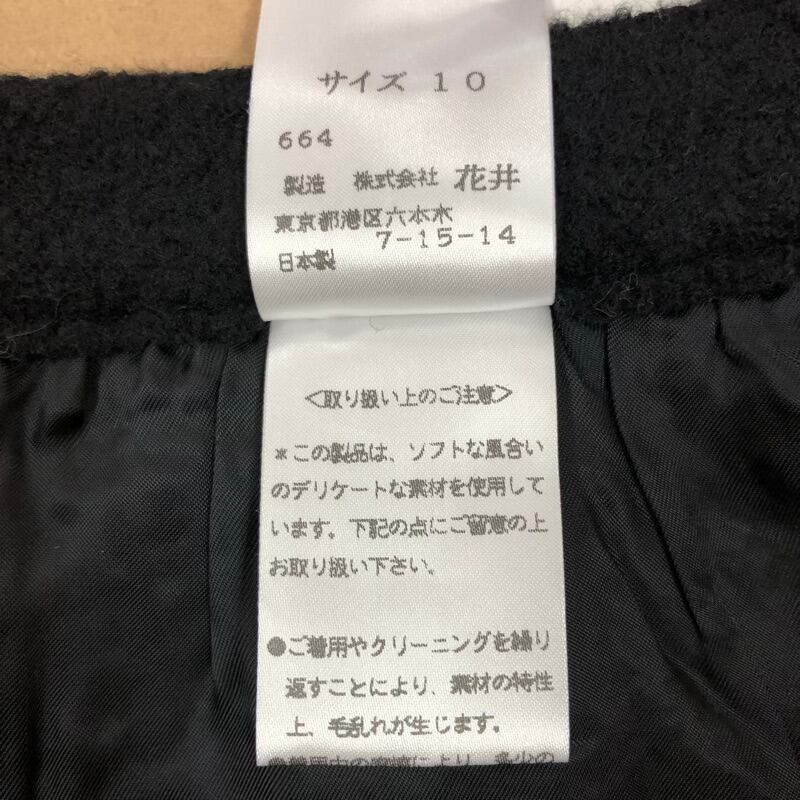 サイズ 10
664
製造 株式会社 花井
東京都港区六本木
7-15-14
日本製
<取り扱い上のご注意>
*この製品は、ソフトな風合い
のデリケートな素材を使用して
います。下記の点にご留意の上
お取り扱い下さい。
●ご着用やクリーニングを繰り
返すことにより、素材の特性
上、毛乱れが生じます。